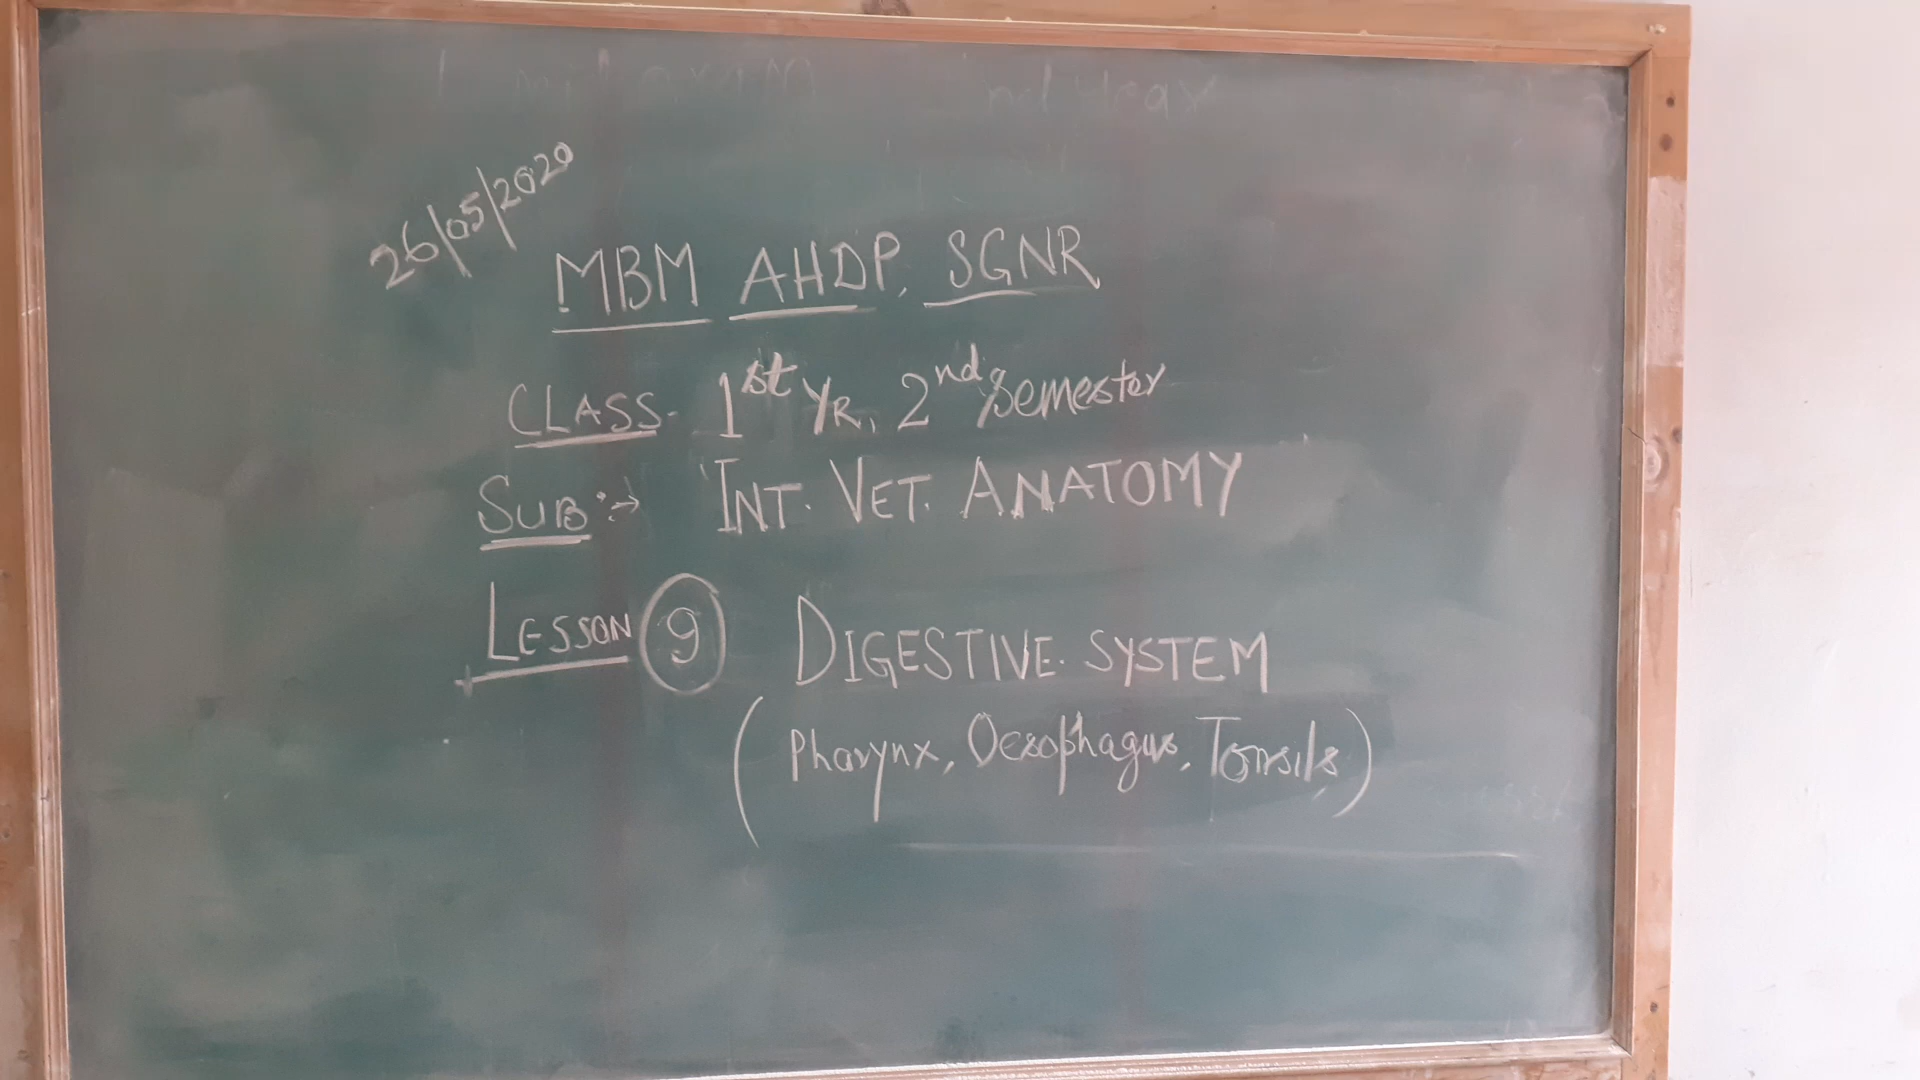 26/05/2020
MBM AHDP, SGNR
CLASS- 1st YR, 2nd Semester
SUB:→ INT. VET. ANATOMY
LESSON 9 DIGESTIVE SYSTEM
(Pharynx, Oesophagus, Tonsils)